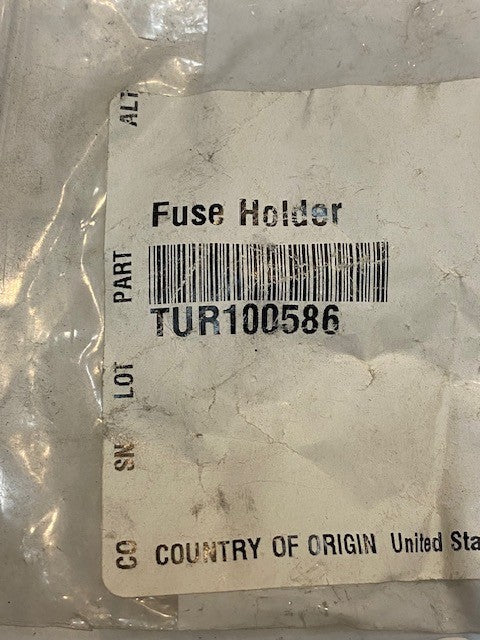 ALT
Fuse Holder
PART
TUR100586
LOT
SN
CO COUNTRY OF ORIGIN United Sta